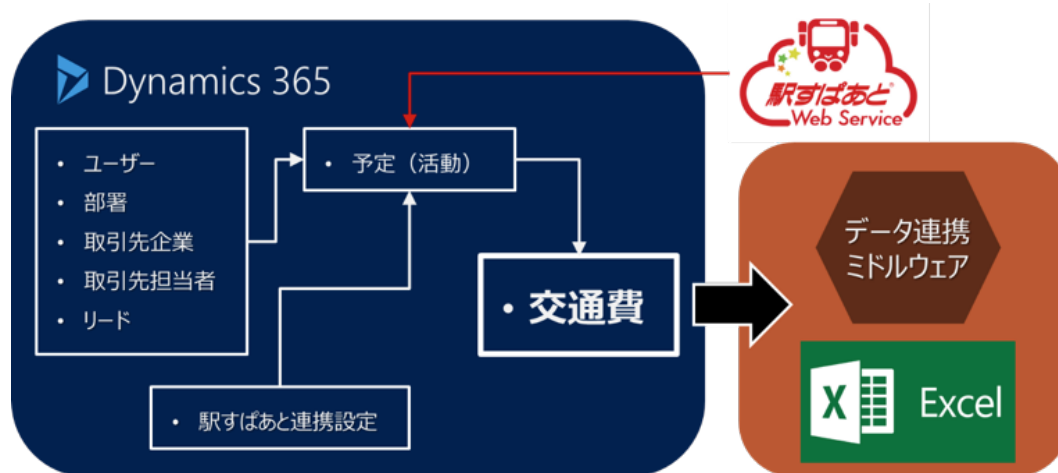 Dynamics 365
駅すぱあと
Web Service
・ ユーザー
・ 部署
・ 取引先企業
・ 取引先担当者
・ リード
・ 予定（活動）
・ 交通費
・ 駅すぱあと連携設定
データ連携
ミドルウェア
X Excel